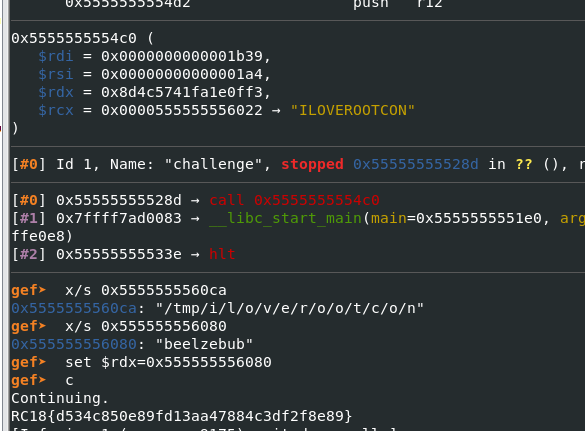 0x5555555554d2 push r12
0x5555555554c0 (
$rdi = 0x0000000000001b39,
$rsi = 0x00000000000001a4,
$rdx = 0x8d4c5741fa1e0ff3,
$rcx = 0x0000555555556022 → "ILOVEROOTCON"
)
[#0] Id 1, Name: "challenge", stopped 0x55555555528d in ?? (), r
[#0] 0x55555555528d → call 0x5555555554c0
[#1] 0x7ffff7ad0083 → __libc_start_main(main=0x5555555551e0, arg
ffe0e8)
[#2] 0x55555555533e → hlt
gef➤ x/s 0x5555555560ca
0x5555555560ca: "/tmp/i/l/o/v/e/r/o/o/t/c/o/n"
gef➤ x/s 0x555555556080
0x555555556080: "beelzebub"
gef➤ set $rdx=0x555555556080
gef➤ c
Continuing.
RC18{d534c850e89fd13aa47884c3df2f8e89}